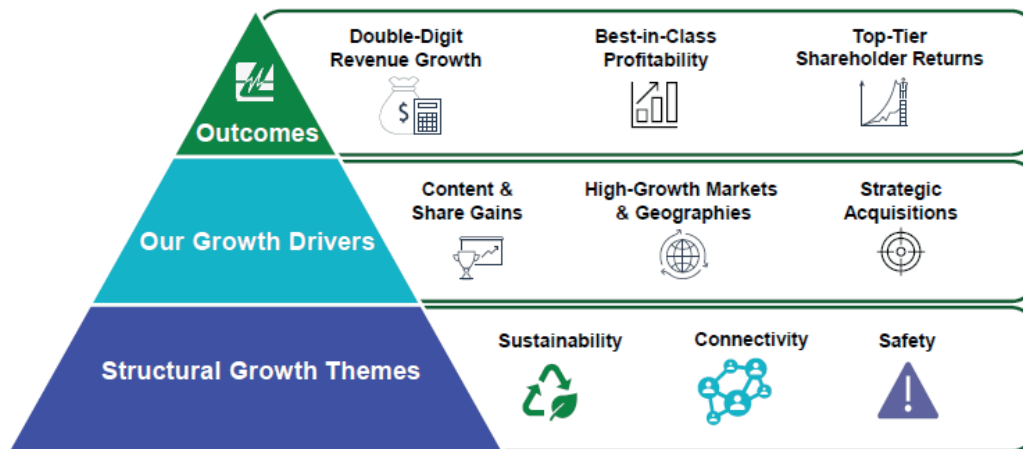 Double-Digit
Revenue Growth
Best-in-Class
Profitability
Top-Tier
Shareholder Returns
$
Outcomes
Content &
Share Gains
High-Growth Markets
& Geographies
Strategic
Acquisitions
Our Growth Drivers
Sustainability
Connectivity
Safety
!
Structural Growth Themes